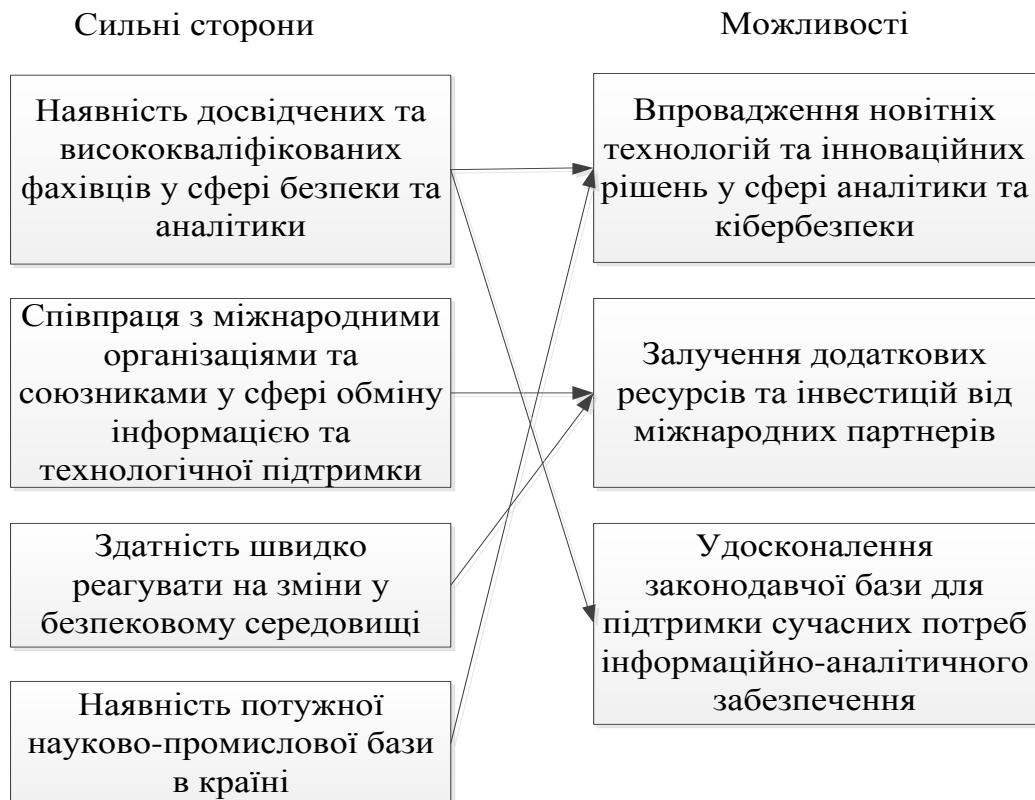 Сильні сторони
Можливості
Наявність досвідчених та
висококваліфікованих
фахівців у сфері безпеки та
аналітики
Впровадження новітніх
технологій та інноваційних
рішень у сфері аналітики та
кібербезпеки
Співпраця з міжнародними
організаціями та
союзниками у сфері обміну
інформацією та
технологічної підтримки
Залучення додаткових
ресурсів та інвестицій від
міжнародних партнерів
Здатність швидко
реагувати на зміни у
безпековому середовищі
Удосконалення
законодавчої бази для
підтримки сучасних потреб
інформаційно-аналітичного
забезпечення
Наявність потужної
науково-промислової бази
в країні